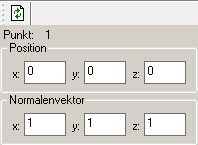 Punkt: 1
Position
x: 0 y: 0 z: 0
Normalenvektor
x: 1 y: 1 z: 1